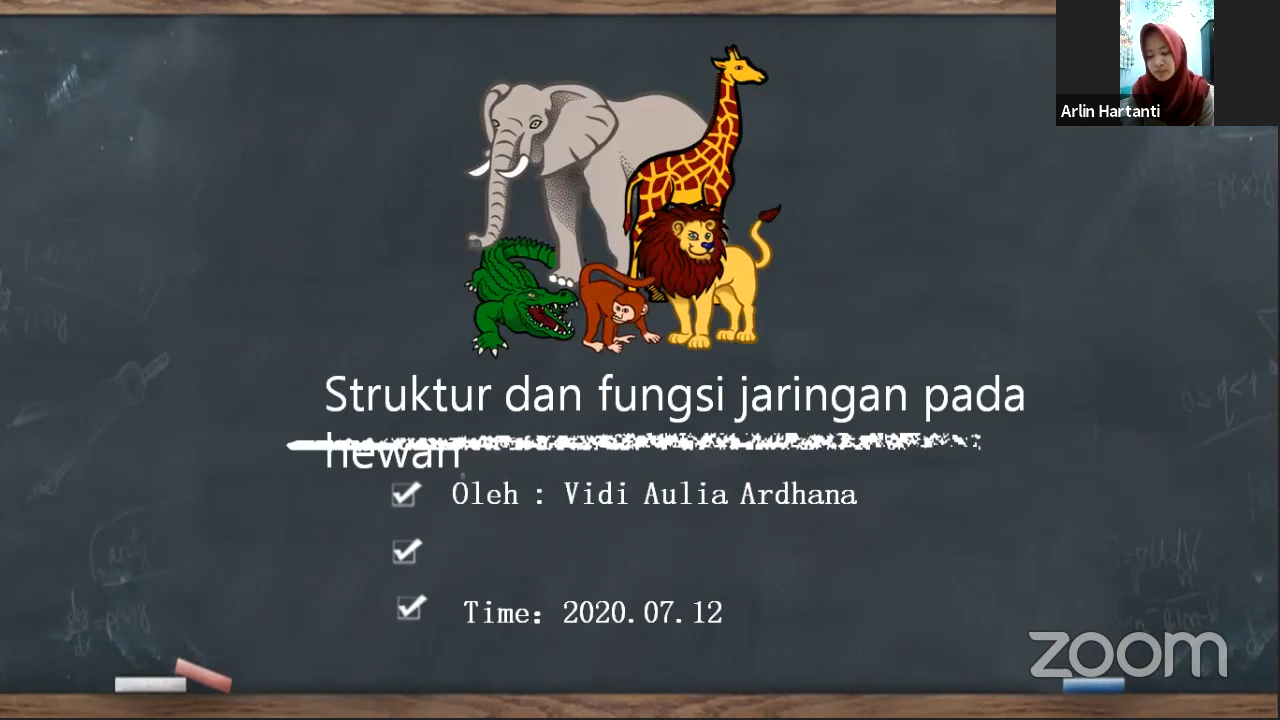 Arlin Hartanti
Struktur dan fungsi jaringan pada
hewan
Oleh : Vidi Aulia Ardhana
Time: 2020.07.12
zoom